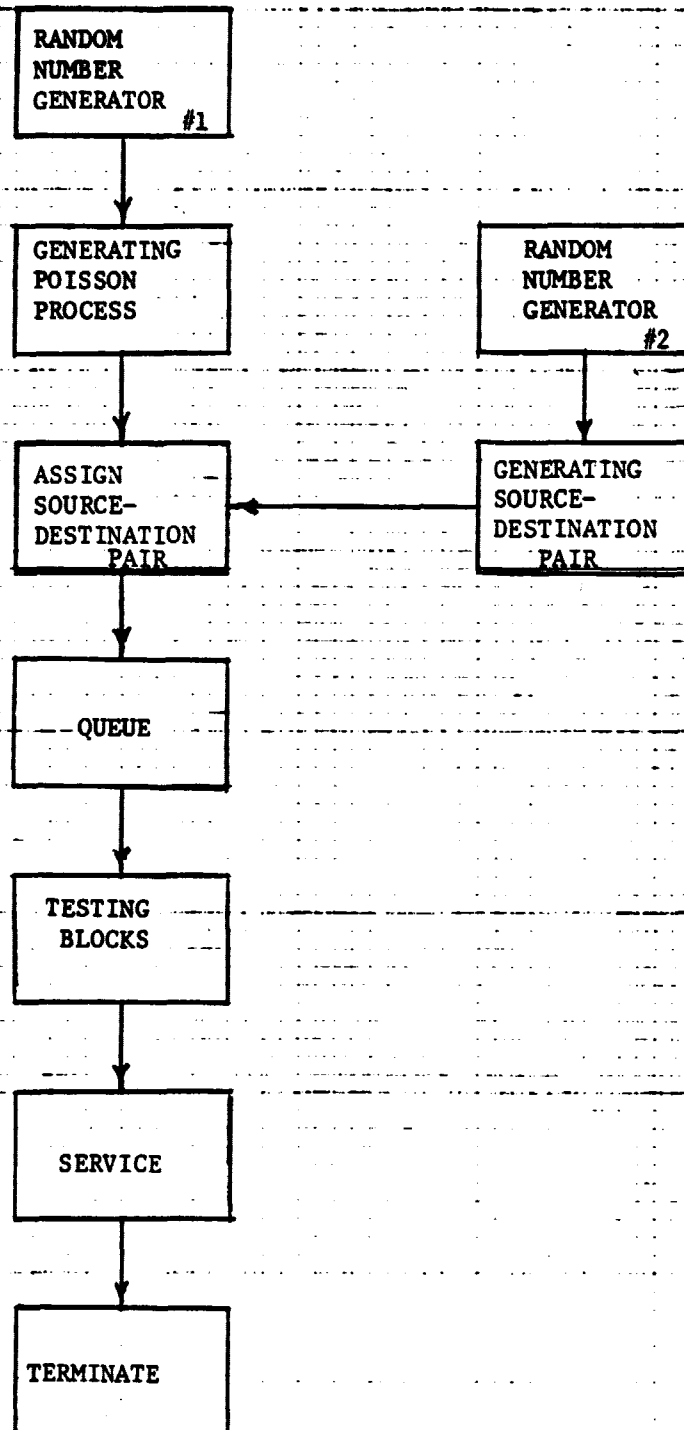 RANDOM
NUMBER
GENERATOR
#1
GENERATING
POISSON
PROCESS
RANDOM
NUMBER
GENERATOR
#2
ASSIGN
SOURCE-
DESTINATION
PAIR
GENERATING
SOURCE-
DESTINATION
PAIR
QUEUE
TESTING
BLOCKS
SERVICE
TERMINATE